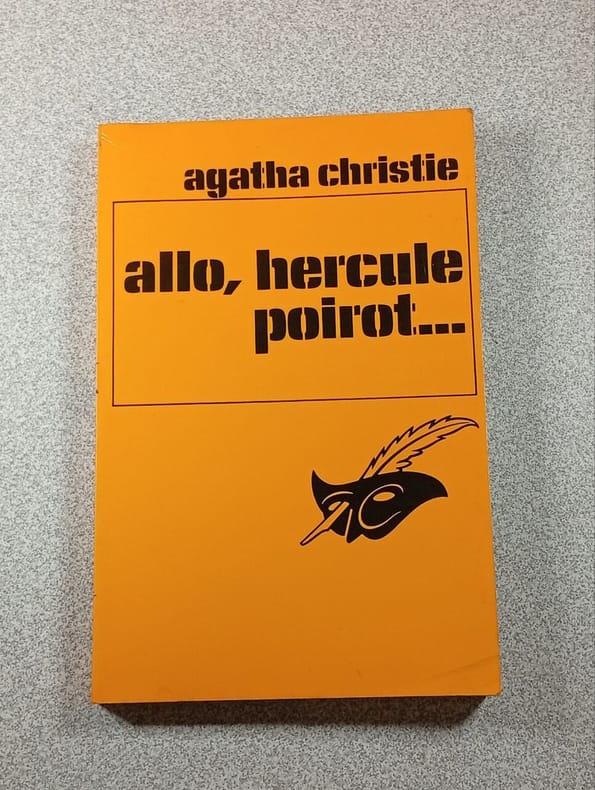 agatha christie
allo, hercule
poirot...